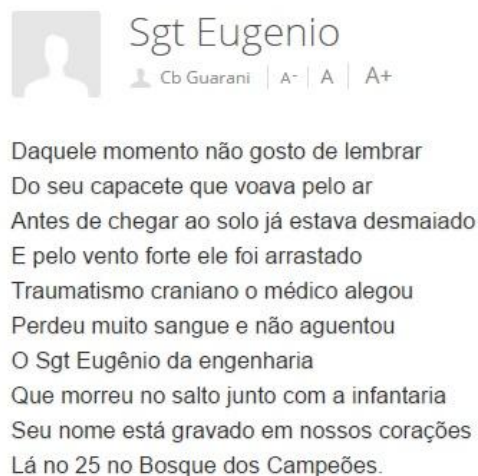 Sgt Eugenio
Cb Guarani A- A A+
Daquele momento não gosto de lembrar
Do seu capacete que voava pelo ar
Antes de chegar ao solo já estava desmaiado
E pelo vento forte ele foi arrastado
Traumatismo craniano o médico alegou
Perdeu muito sangue e não aguentou
O Sgt Eugênio da engenharia
Que morreu no salto junto com a infantaria
Seu nome está gravado em nossos corações
Lá no 25 no Bosque dos Campeões.